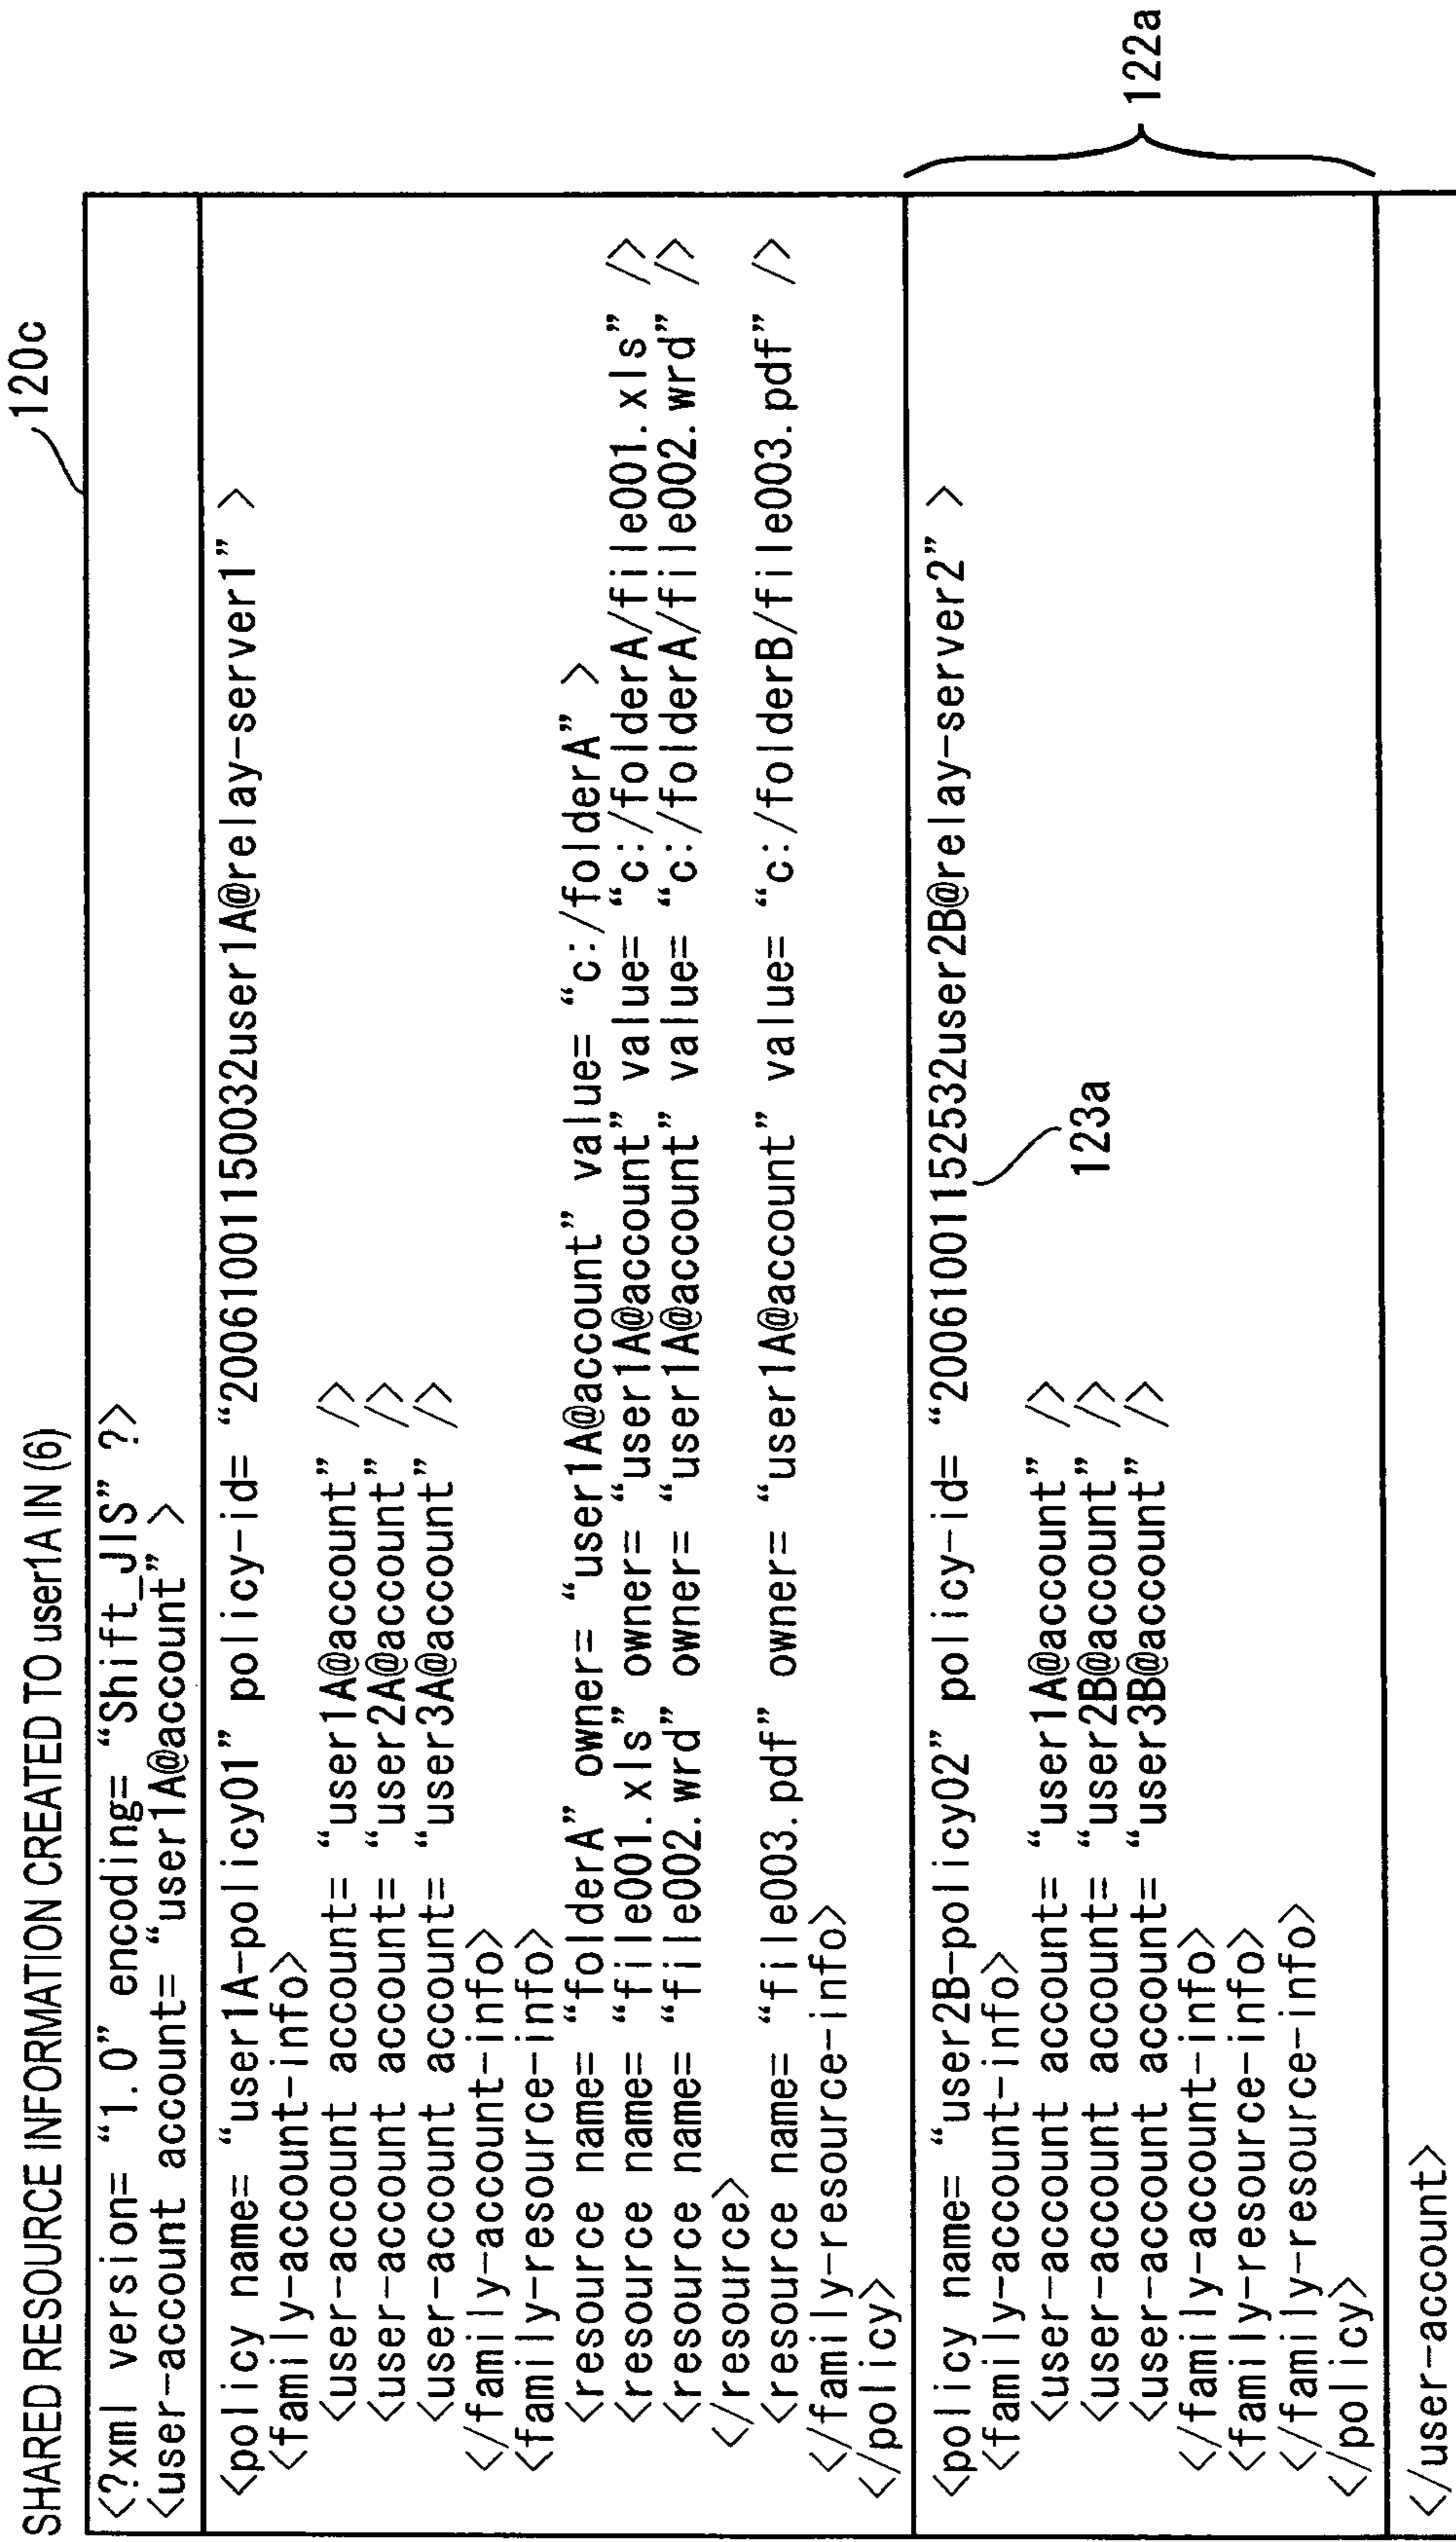 SHARED RESOURCE INFORMATION CREATED TO user1A IN (6)
120c
<?xml version= “1.0” encoding= “Shift_JIS” ?>
<user-account account= “user1A@account” >
<policy name= “user1A-policy01” policy-id= “20061001150032user1A@relay-server1” >
<family-account-info>
<user-account account= “user1A@account” />
<user-account account= “user2A@account” />
<user-account account= “user3A@account” />
</family-account-info>
<family-resource-info>
<resource name= “folderA” owner= “user1A@account” value= “c:/folderA” >
<resource name= “file001.xls” owner= “user1A@account” value= “c:/folderA/file001.xls” />
<resource name= “file002.wrd” owner= “user1A@account” value= “c:/folderA/file002.wrd” />
</resource>
<resource name= “file003.pdf” owner= “user1A@account” value= “c:/folderB/file003.pdf” />
</family-resource-info>
</policy>
<policy name= “user2B-policy02” policy-id= “20061001152532user2B@relay-server2” >
<family-account-info>
123a
<user-account account= “user1A@account” />
<user-account account= “user2B@account” />
<user-account account= “user3B@account” />
</family-account-info>
<family-resource-info>
</family-resource-info>
</policy>
122a
</user-account>